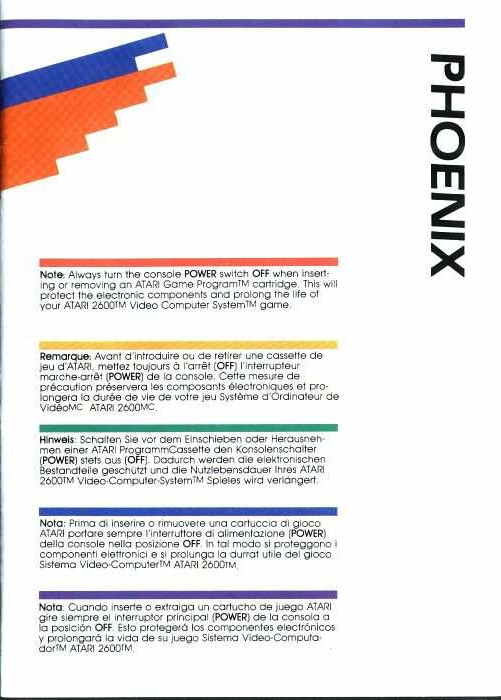 PHOENIX
Note: Always turn the console POWER switch OFF when insert-
ing or removing an ATARI Game Program™ cartridge. This will
protect the electronic components and prolong the life of
your ATARI 2600™ Video Computer System™ game.
Remarque: Avant d'introduire ou de retirer une cassette de
jeu d'ATARI, mettez toujours à l'arrêt (OFF) l'interrupteur
marche-arrêt (POWER) de la console. Cette mesure de
précaution préservera les composants électroniques et pro-
longera la durée de vie de votre jeu Système d'Ordinateur de
VidéoMC ATARI 2600MC.
Hinweis: Schalten Sie vor dem Einschieben oder Herausneh-
men einer ATARI ProgrammCassette den Konsolenschalter
(POWER) stets aus (OFF). Dadurch werden die elektronischen
Bestandteile geschützt und die Nutzlebensdauer Ihres ATARI
2600™ Video-Computer-System™ Spieles wird verlängert.
Nota: Prima di inserire o rimuovere una cartuccia di gioco
ATARI portare sempre l'interruttore di alimentazione (POWER)
della console nella posizione OFF. In tal modo si proteggono i
componenti elettronici e si prolunga la durrat utile del gioco
Sistema Video-Computer™ ATARI 2600™.
Nota: Cuando inserte o extraiga un cartucho de juego ATARI
gire siempre el interruptor principal (POWER) de la consola a
la posición OFF. Esto protegerá los componentes electrónicos
y prolongará la vida de su juego Sistema Video-Computa-
dor™ ATARI 2600™.